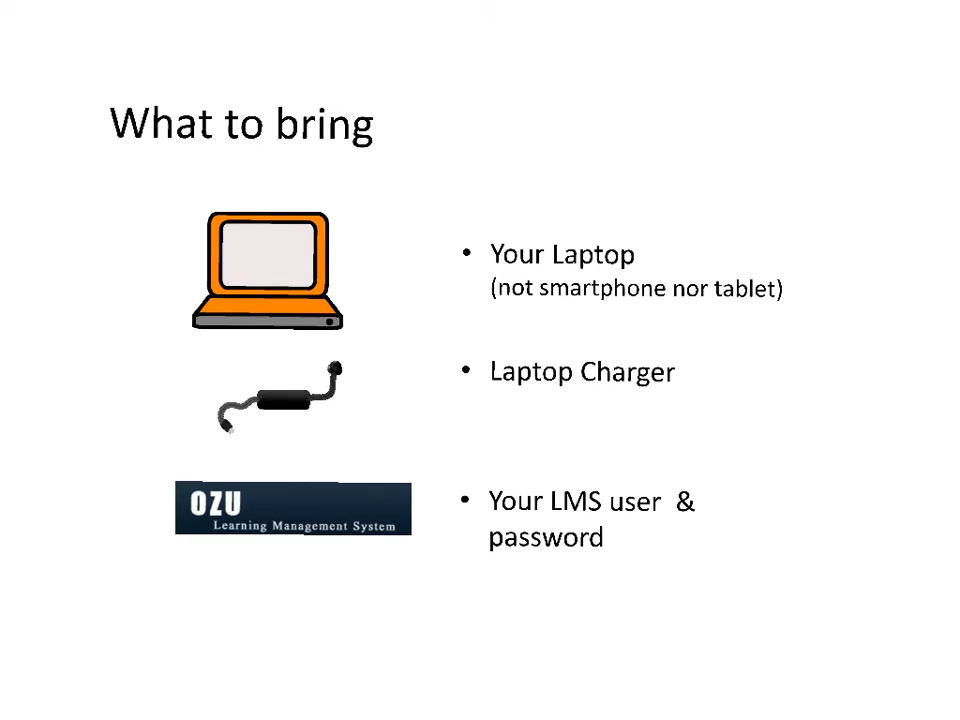 What to bring
• Your Laptop
(not smartphone nor tablet)
• Laptop Charger
OZU
Learning Management System
• Your LMS user &
password